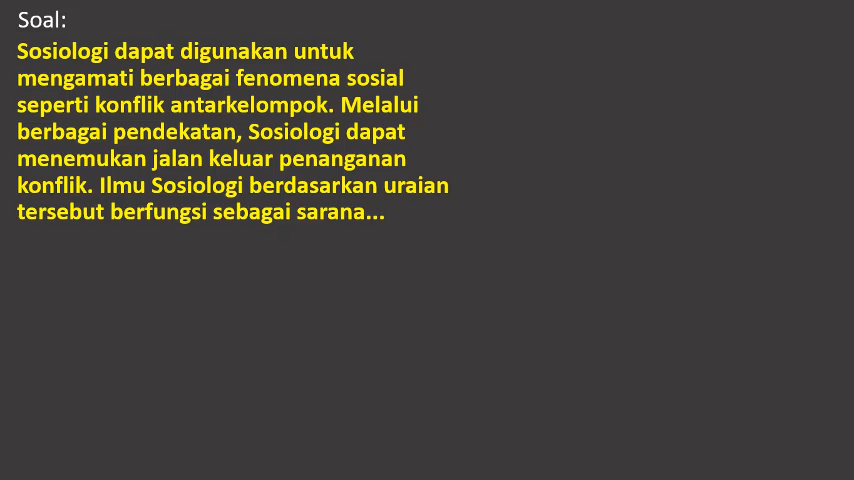 Soal:
Sosiologi dapat digunakan untuk
mengamati berbagai fenomena sosial
seperti konflik antarkelompok. Melalui
berbagai pendekatan, Sosiologi dapat
menemukan jalan keluar penanganan
konflik. Ilmu Sosiologi berdasarkan uraian
tersebut berfungsi sebagai sarana...